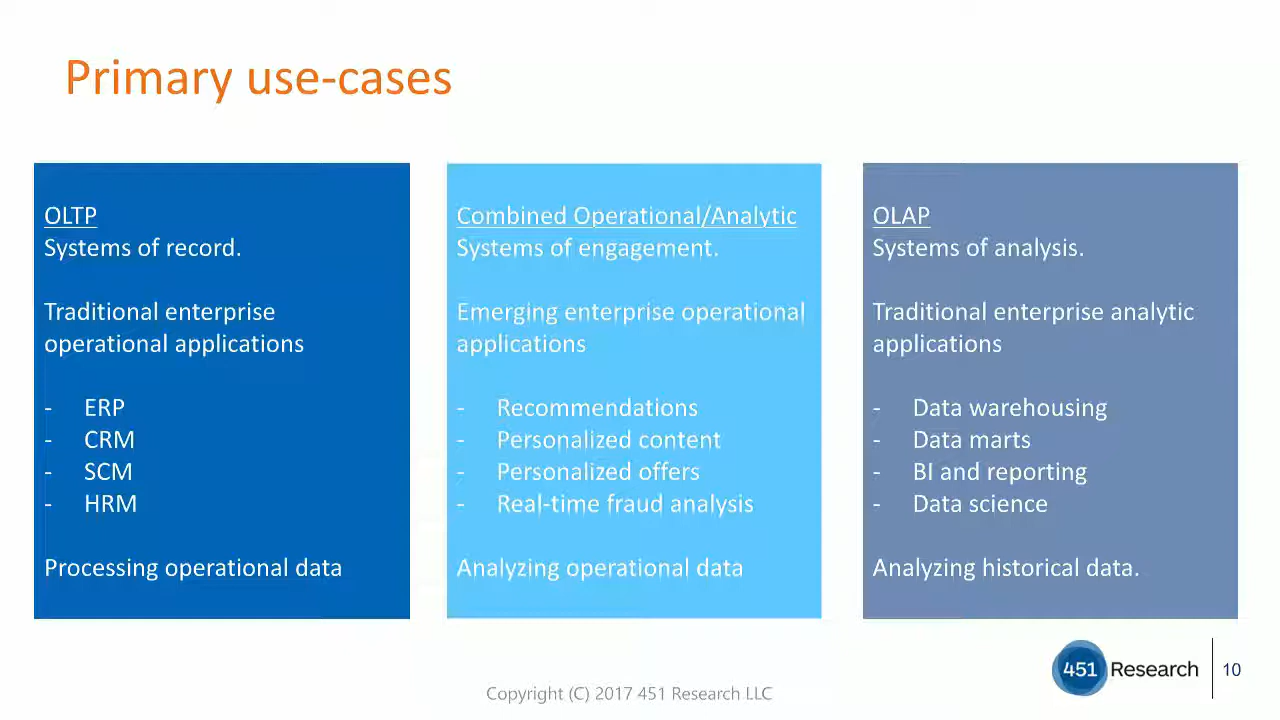 Primary use-cases
OLTP
Systems of record.
Traditional enterprise
operational applications
- ERP
- CRM
- SCM
- HRM
Processing operational data
Combined Operational/Analytic
Systems of engagement.
Emerging enterprise operational
applications
- Recommendations
- Personalized content
- Personalized offers
- Real-time fraud analysis
Analyzing operational data
OLAP
Systems of analysis.
Traditional enterprise analytic
applications
- Data warehousing
- Data marts
- BI and reporting
- Data science
Analyzing historical data.
451 Research
10
Copyright (C) 2017 451 Research LLC